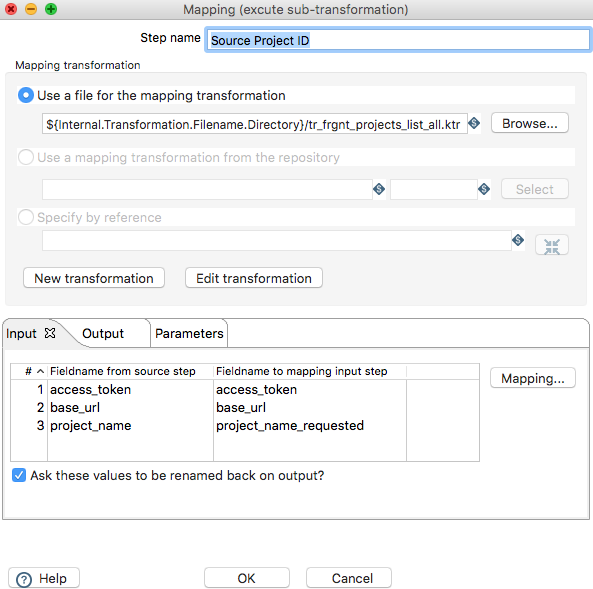 Mapping (excute sub-transformation)
Step name Source Project ID
Mapping transformation
Use a file for the mapping transformation
${Internal.Transformation.Filename.Directory}/tr_frgnt_projects_list_all.ktr Browse...
Use a mapping transformation from the repository
Select
Specify by reference
New transformation Edit transformation
Input Output Parameters
# Fieldname from source step Fieldname to mapping input step
1 access_token access_token
2 base_url base_url
3 project_name project_name_requested
Mapping...
Ask these values to be renamed back on output?
Help OK Cancel